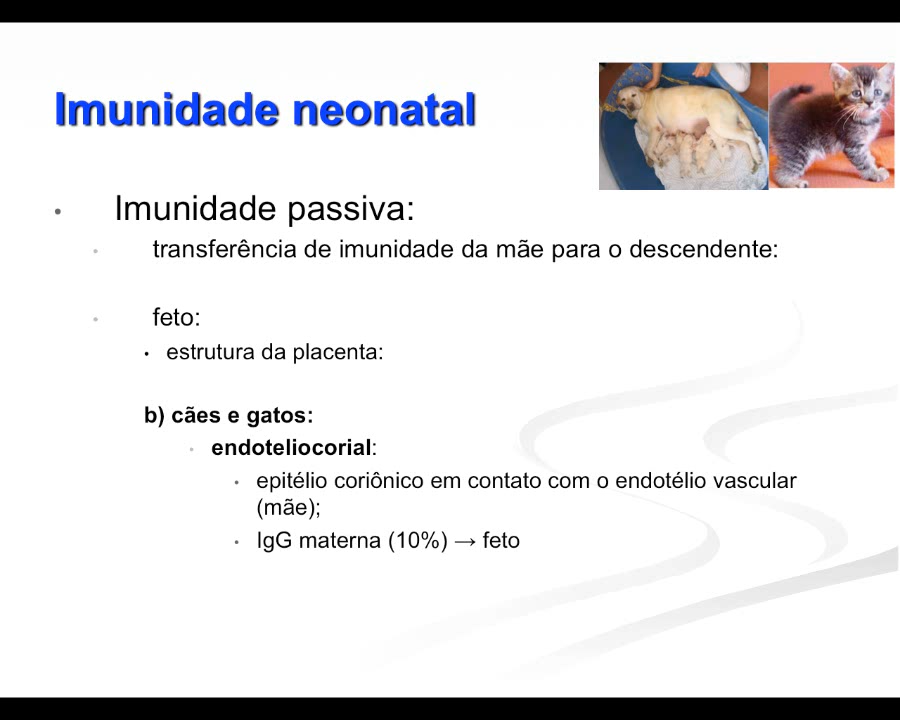 Imunidade neonatal
• Imunidade passiva:
• transferência de imunidade da mãe para o descendente:
• feto:
• estrutura da placenta:
b) cães e gatos:
• endoteliocorial:
• epitélio coriônico em contato com o endotélio vascular
(mãe);
• IgG materna (10%) → feto